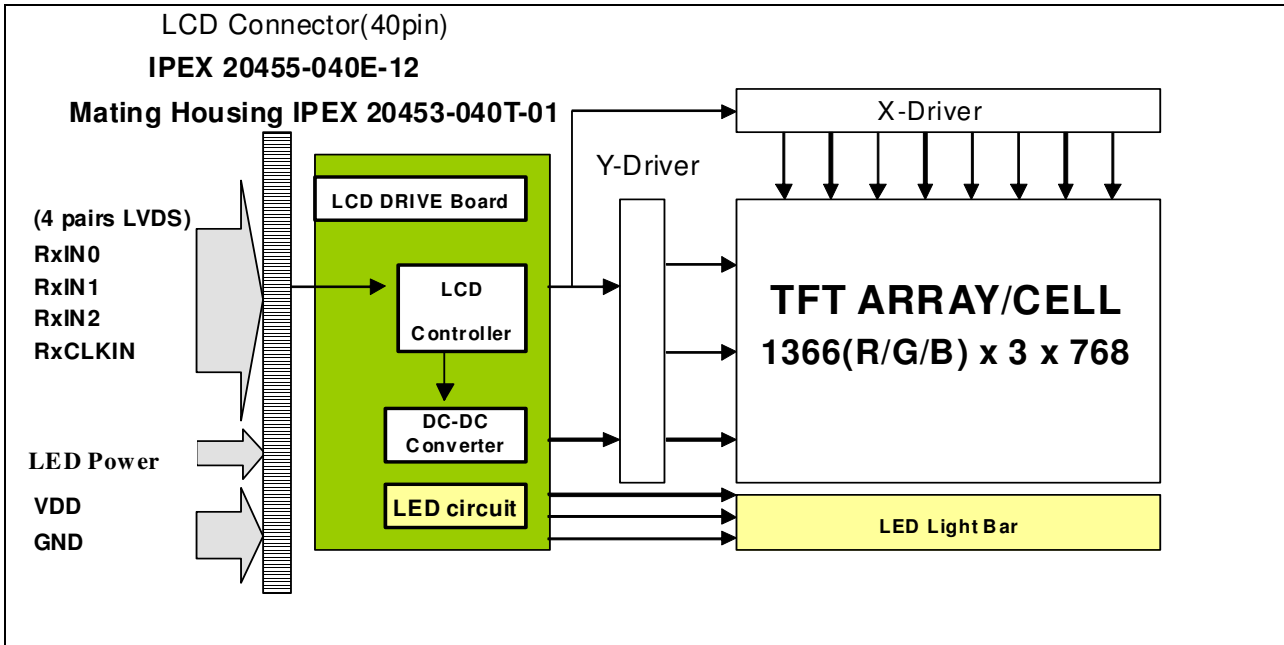 LCD Connector(40pin)
IPEX 20455-040E-12
Mating Housing IPEX 20453-040T-01
X-Driver
Y-Driver
LCD DRIVE Board
(4 pairs LVDS)
RxIN0
RxIN1
RxIN2
RxCLKIN
LCD
Controller
TFT ARRAY/CELL
1366(R/G/B) x 3 x 768
DC-DC
Converter
LED Power
VDD
GND
LED circuit
LED Light Bar